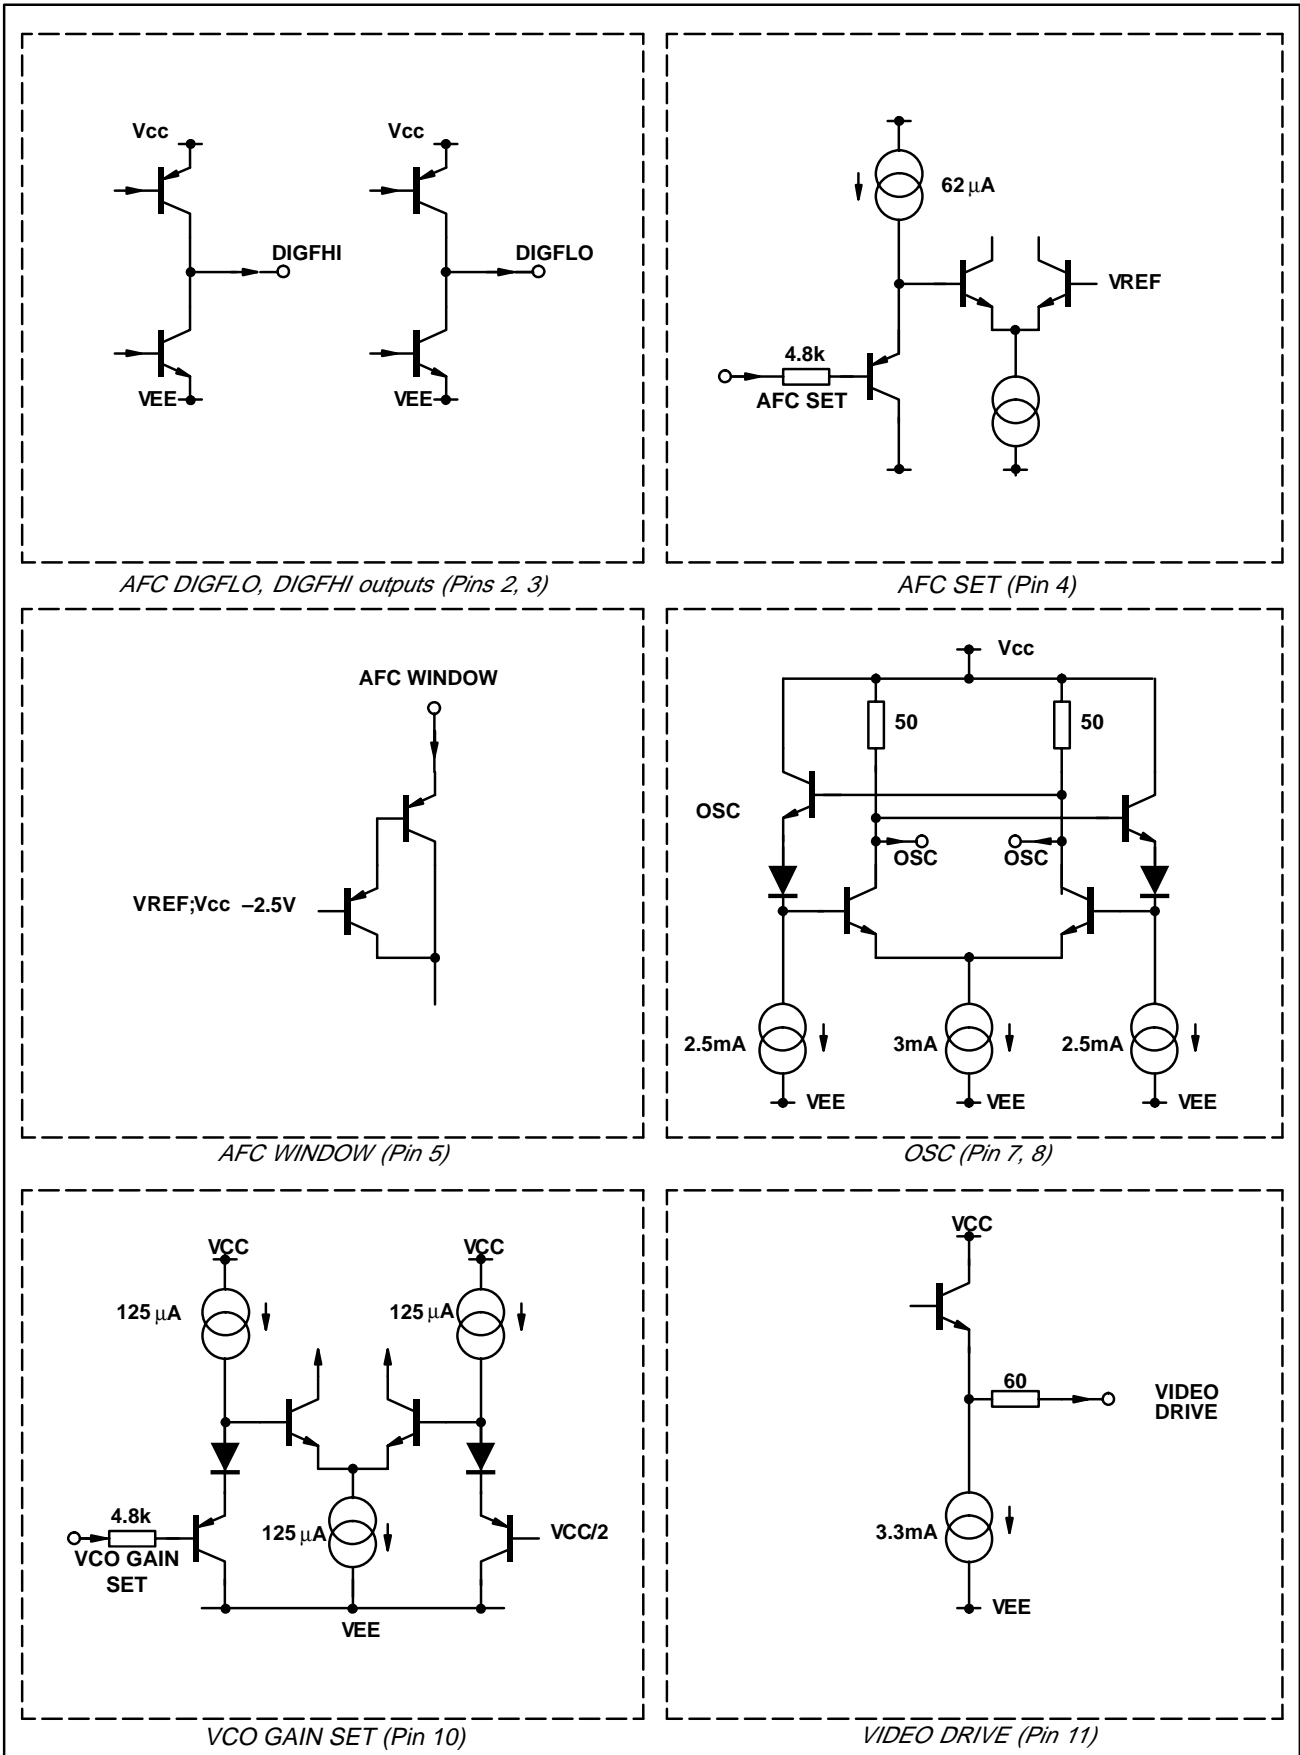 Vcc
Vcc
DIGFHI
DIGFLO
VEE
VEE
AFC DIGFLO, DIGFHI outputs (Pins 2, 3)
62 µA
VREF
4.8k
AFC SET
AFC SET (Pin 4)
AFC WINDOW
VREF;Vcc –2.5V
AFC WINDOW (Pin 5)
Vcc
50
50
OSC
OSC
OSC
2.5mA
3mA
2.5mA
VEE
VEE
VEE
OSC (Pin 7, 8)
VCC
VCC
125 µA
125 µA
4.8k
125 µA
VCC/2
VCO GAIN
SET
VEE
VCO GAIN SET (Pin 10)
VCC
60
VIDEO
DRIVE
3.3mA
VEE
VIDEO DRIVE (Pin 11)